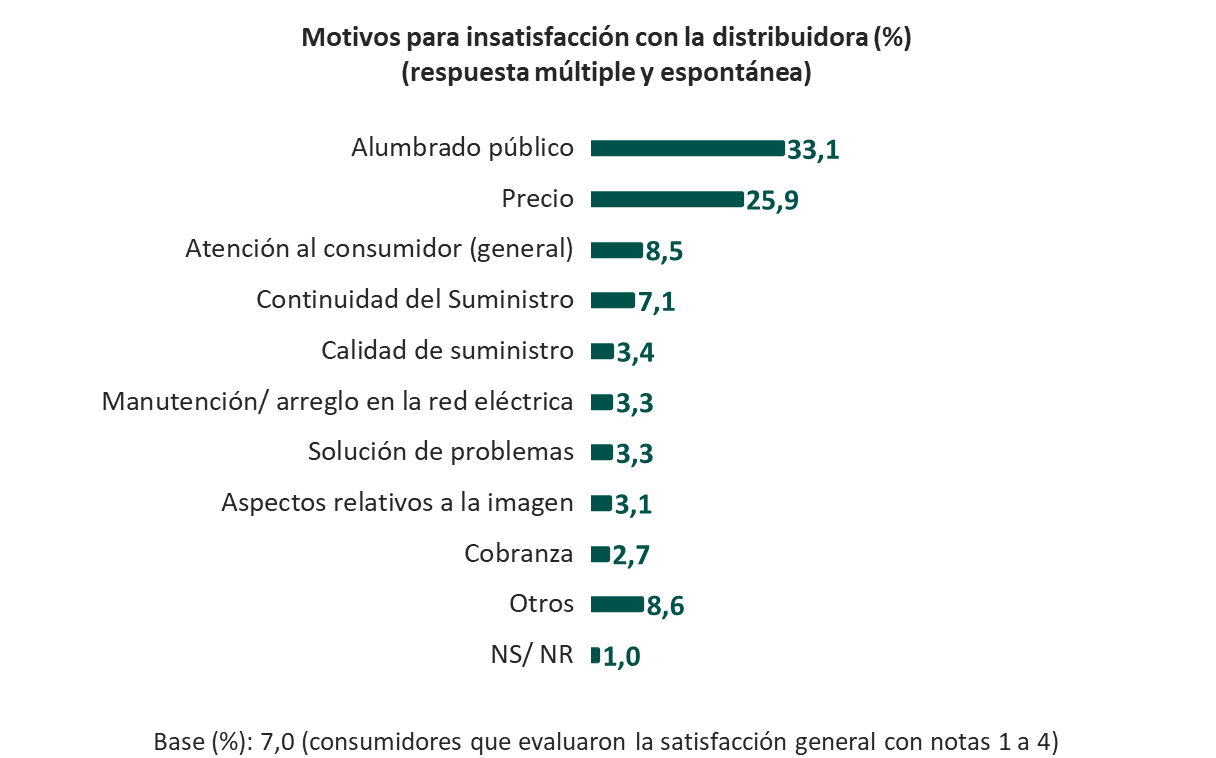 Motivos para insatisfacción con la distribuidora (%)
(respuesta múltiple y espontánea)
Alumbrado público 33,1
Precio 25,9
Atención al consumidor (general) 8,5
Continuidad del Suministro 7,1
Calidad de suministro 3,4
Manutención/ arreglo en la red eléctrica 3,3
Solución de problemas 3,3
Aspectos relativos a la imagen 3,1
Cobranza 2,7
Otros 8,6
NS/ NR 1,0
Base (%): 7,0 (consumidores que evaluaron la satisfacción general con notas 1 a 4)